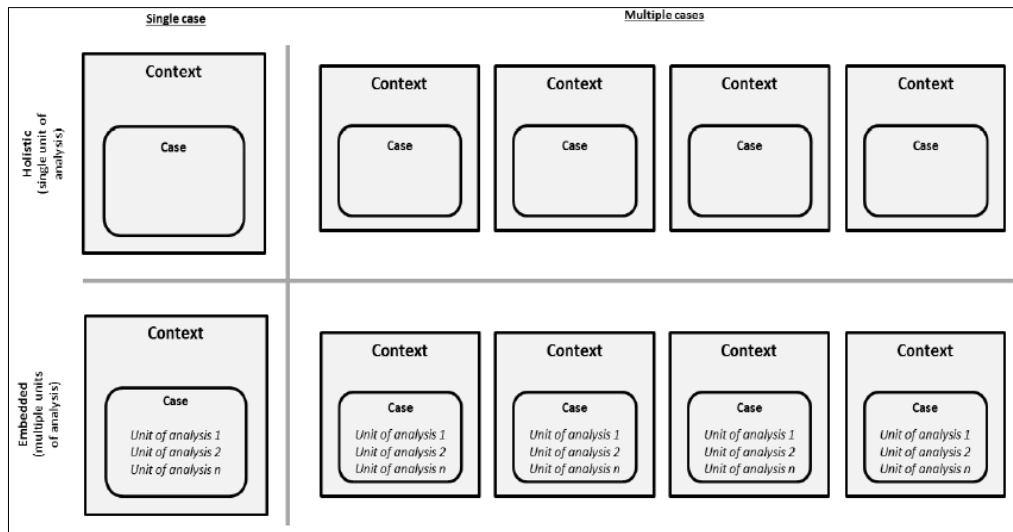 Single case
Multiple cases
Holistic
(single unit of
analysis)
Context
Case
Context
Case
Context
Case
Context
Case
Context
Case
Embedded
(multiple units
of analysis)
Context
Case
Unit of analysis 1
Unit of analysis 2
Unit of analysis n
Context
Case
Unit of analysis 1
Unit of analysis 2
Unit of analysis n
Context
Case
Unit of analysis 1
Unit of analysis 2
Unit of analysis n
Context
Case
Unit of analysis 1
Unit of analysis 2
Unit of analysis n
Context
Case
Unit of analysis 1
Unit of analysis 2
Unit of analysis n